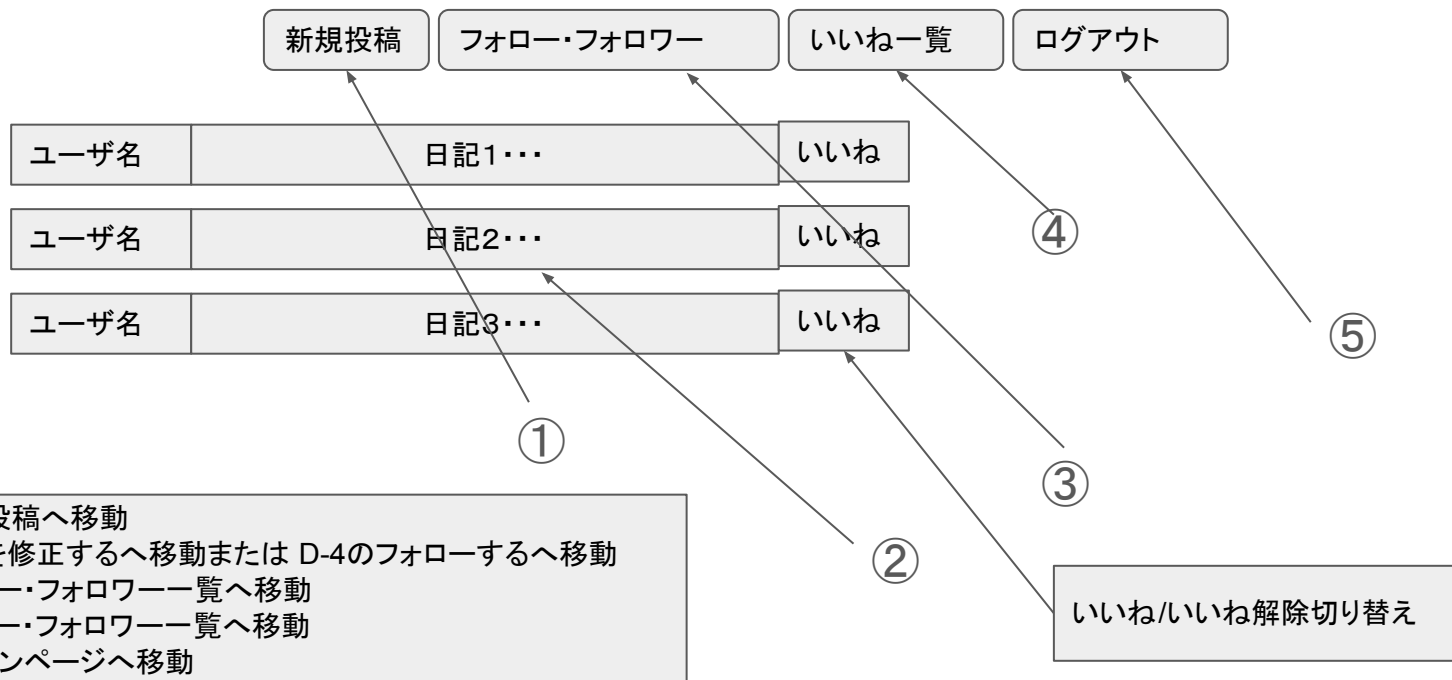 新規投稿
フォロー・フォロワー
いいね一覧
ログアウト
ユーザ名
日記1・・・
いいね
ユーザ名
日記2・・・
いいね
ユーザ名
日記3・・・
いいね
④
⑤
①
③
②
投稿へ移動
を修正するへ移動または D-4のフォローするへ移動
ー・フォロワー一覧へ移動
ー・フォロワー一覧へ移動
ンページへ移動
いいね/いいね解除切り替え